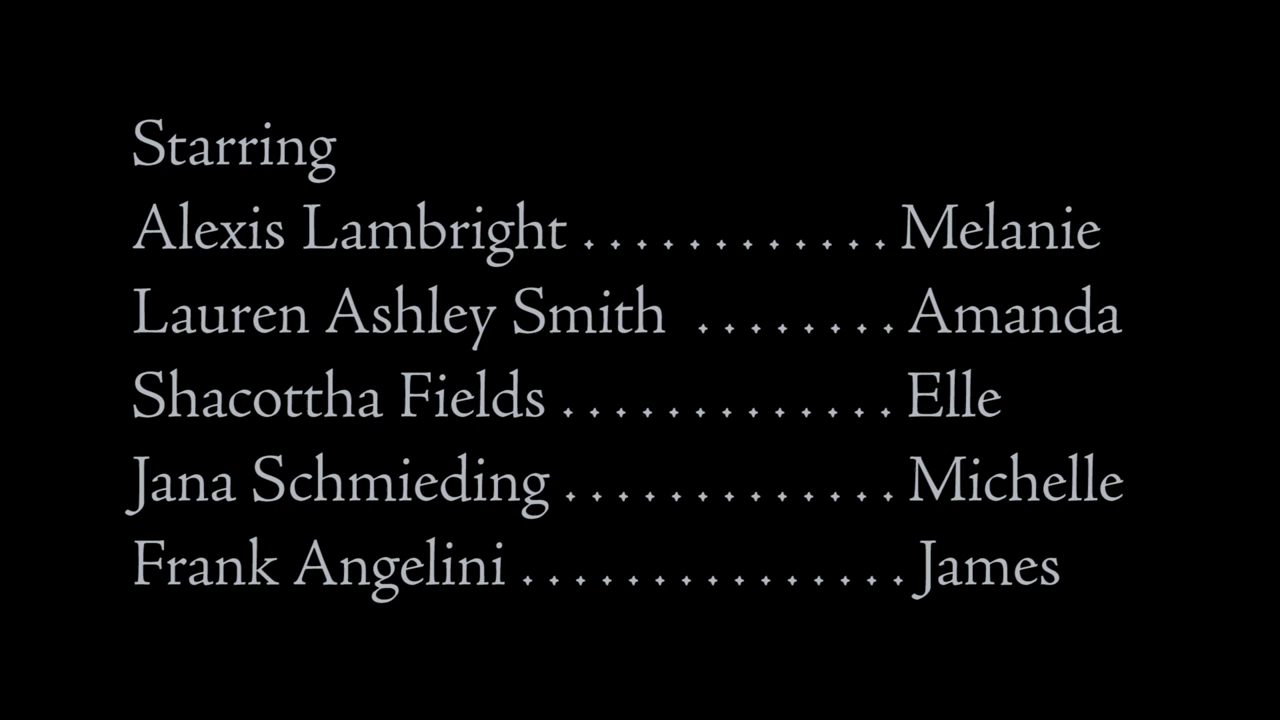 Starring
Alexis Lambright . . . . . . . . . . . . Melanie
Lauren Ashley Smith . . . . . . . . Amanda
Shacottha Fields . . . . . . . . . . . . . Elle
Jana Schmieding . . . . . . . . . . . . . Michelle
Frank Angelini . . . . . . . . . . . . . . . James